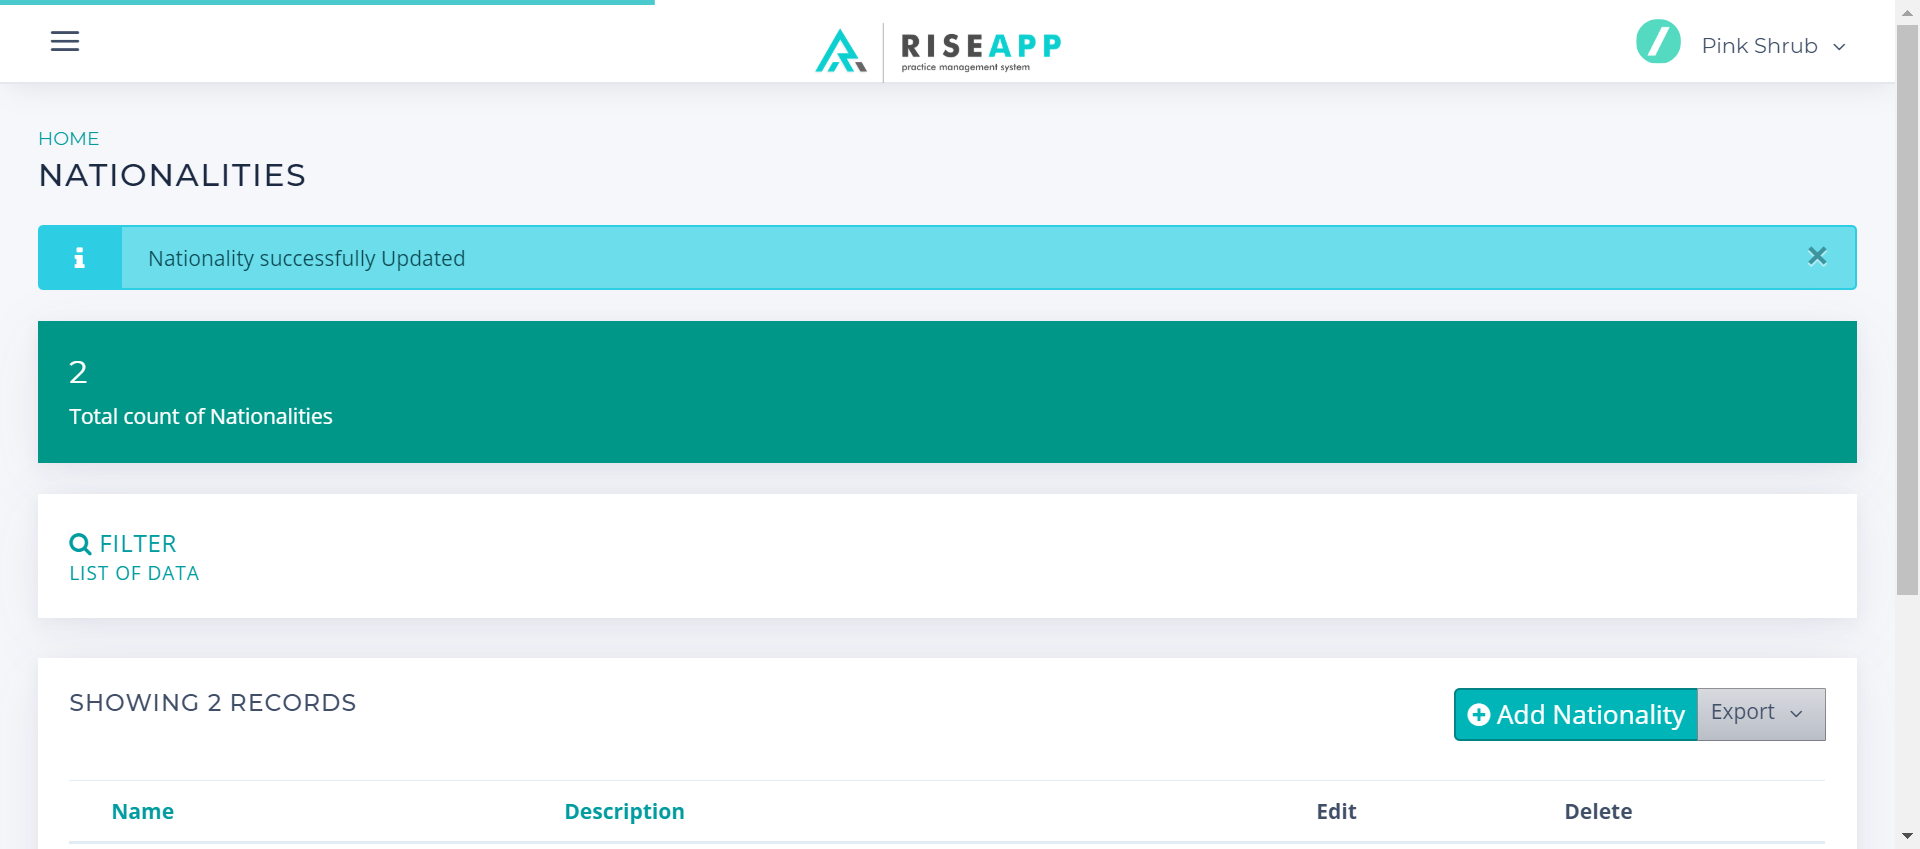 RISEAPP
practice management system
Pink Shrub
HOME
NATIONALITIES
Nationality successfully Updated
2
Total count of Nationalities
FILTER
LIST OF DATA
SHOWING 2 RECORDS
Add Nationality
Export
Name Description Edit Delete